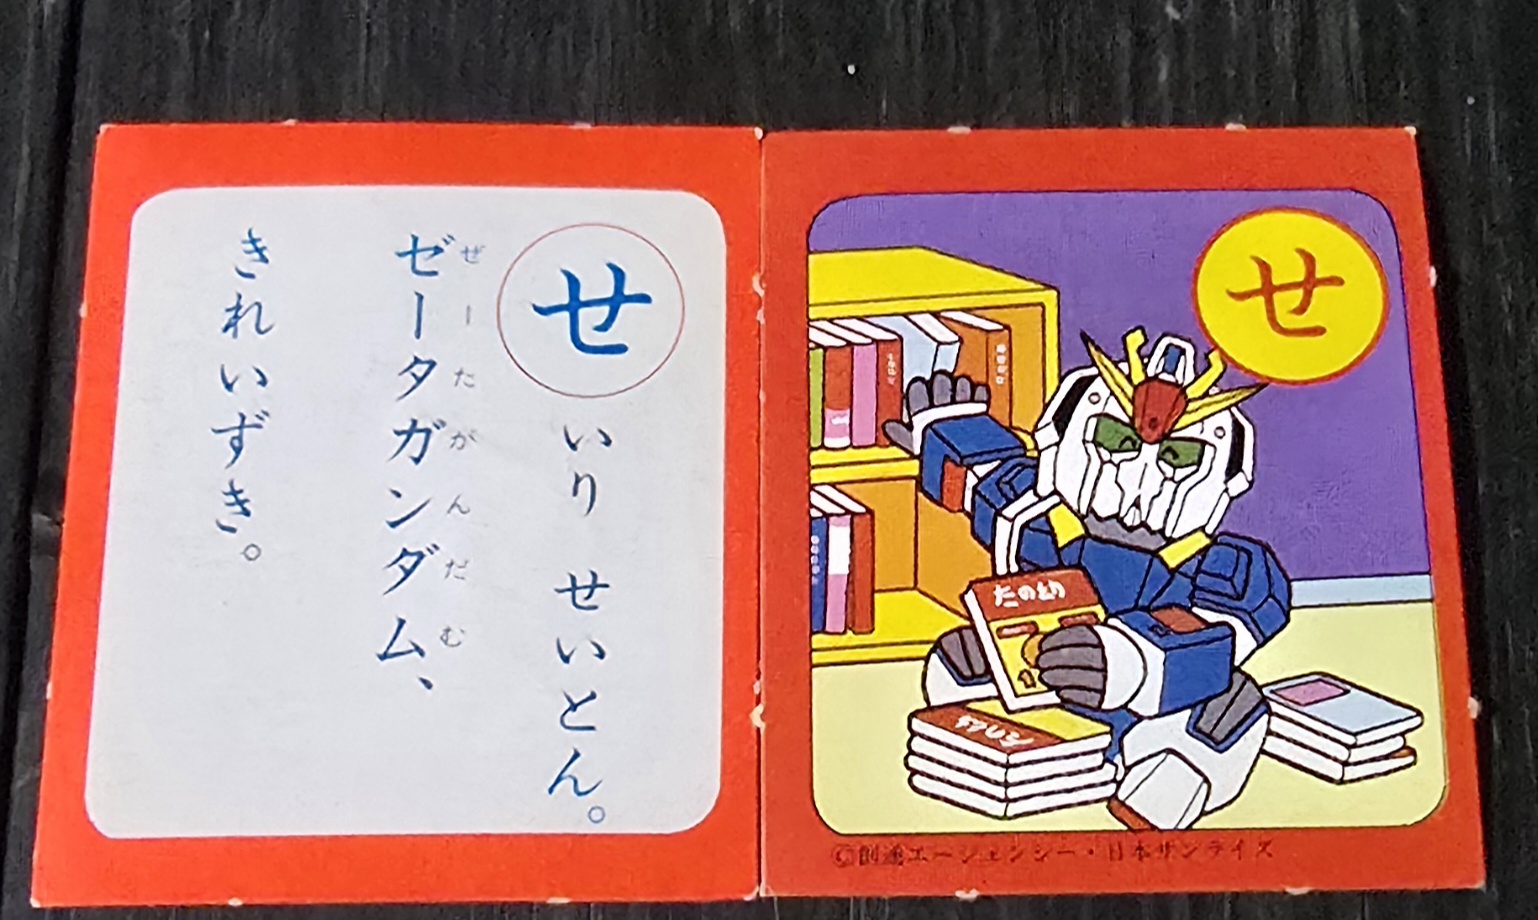 せいり せいとん。
ゼータガンダム、
ぜーたがんだむ
きれいずき。
せ
たの幼
©創通エージェンシー・日本サンライズ